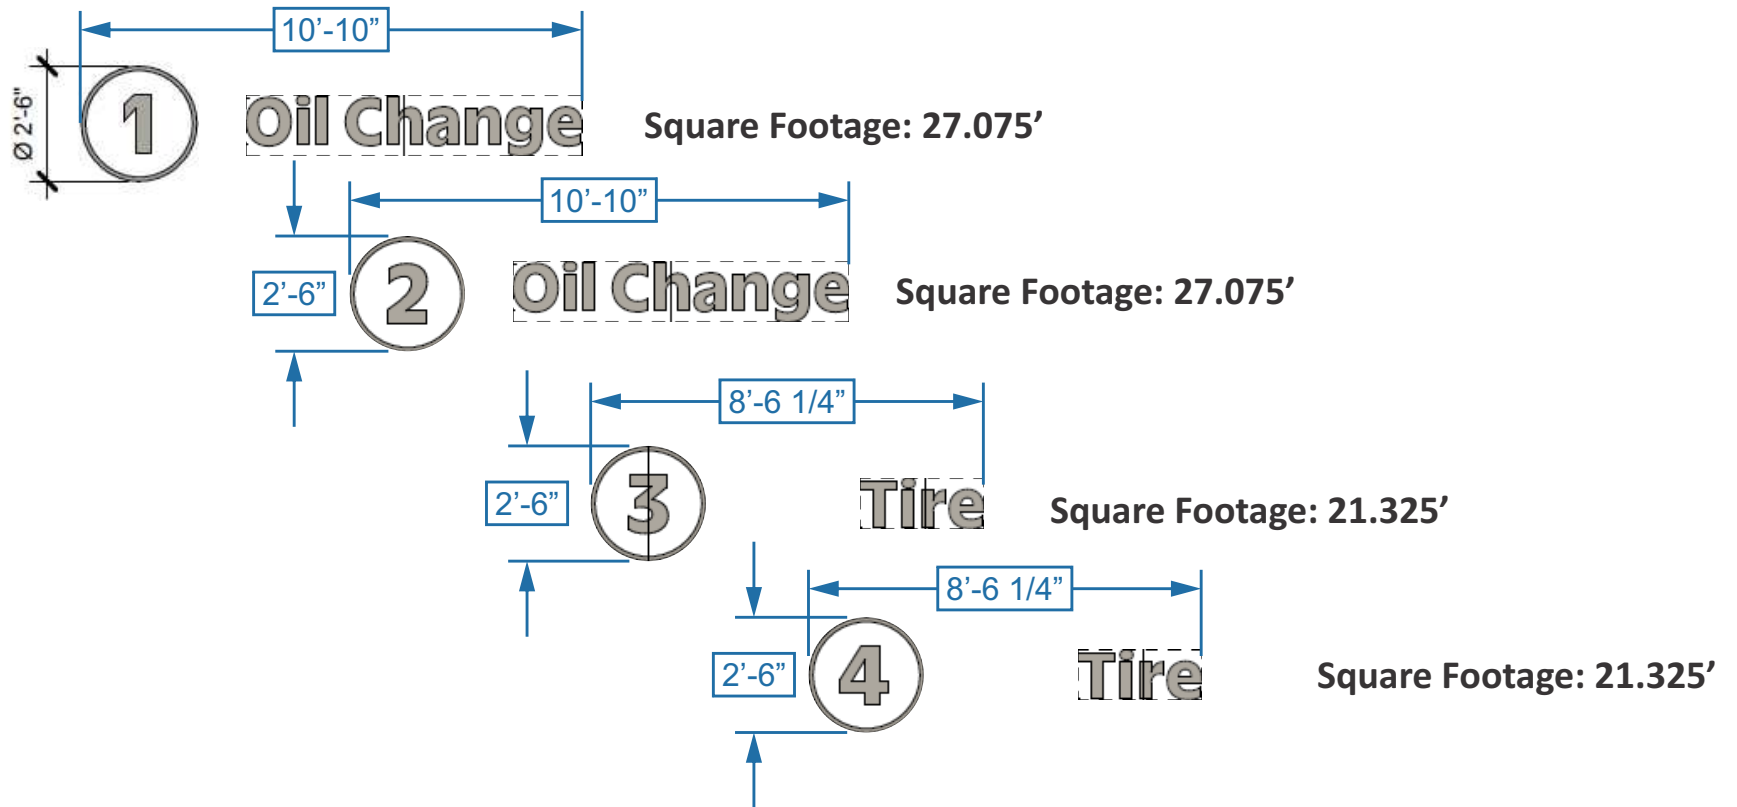 10’-10”
Ø 2'-6"
1
Oil Change
Square Footage: 27.075’
10’-10”
2’-6”
2
Oil Change
Square Footage: 27.075’
8’-6 1/4”
2’-6”
3
Tire
Square Footage: 21.325’
8’-6 1/4”
2’-6”
4
Tire
Square Footage: 21.325’